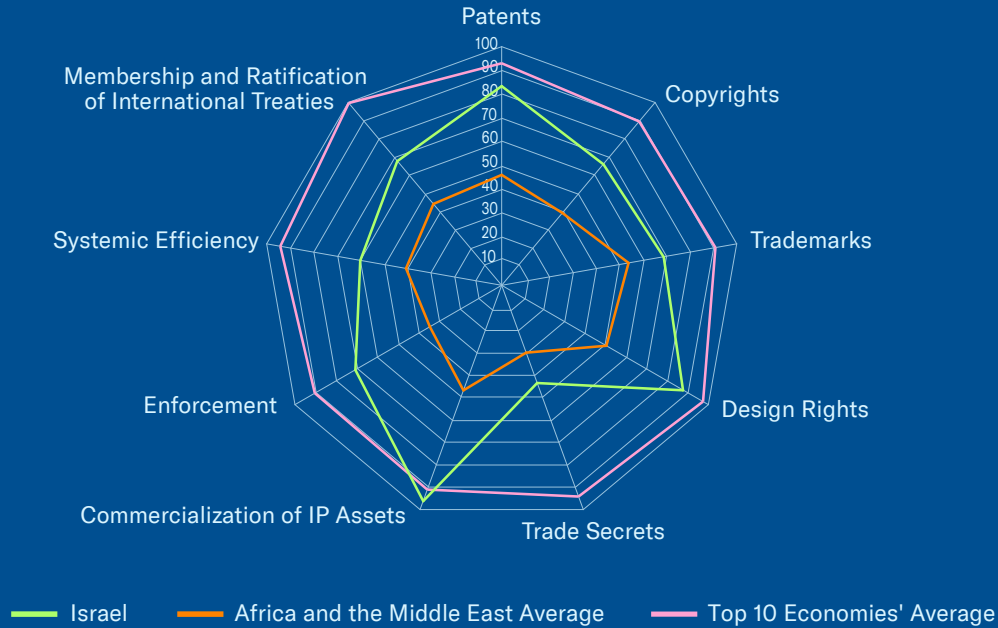 Patents
100
90
80
70
60
50
40
30
20
10
Membership and Ratification
of International Treaties
Copyrights
Systemic Efficiency
Trademarks
Enforcement
Design Rights
Commercialization of IP Assets
Trade Secrets
Israel
Africa and the Middle East Average
Top 10 Economies' Average